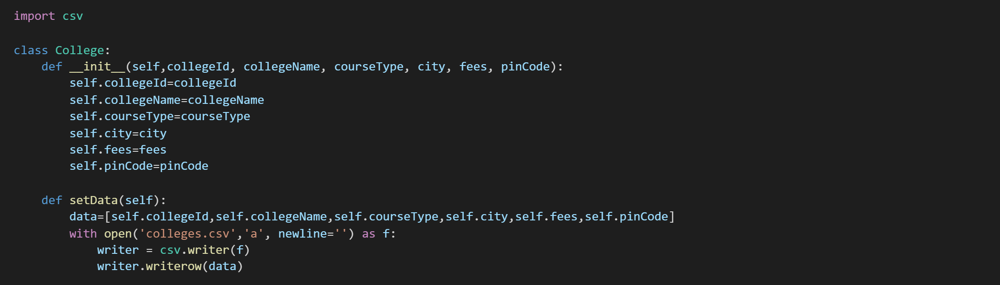 import csv
class College:
    def __init__(self,collegeId, collegeName, courseType, city, fees, pinCode):
        self.collegeId=collegeId
        self.collegeName=collegeName
        self.courseType=courseType
        self.city=city
        self.fees=fees
        self.pinCode=pinCode
    def setData(self):
        data=[self.collegeId,self.collegeName,self.courseType,self.city,self.fees,self.pinCode]
        with open('colleges.csv','a', newline='') as f:
            writer = csv.writer(f)
            writer.writerow(data)